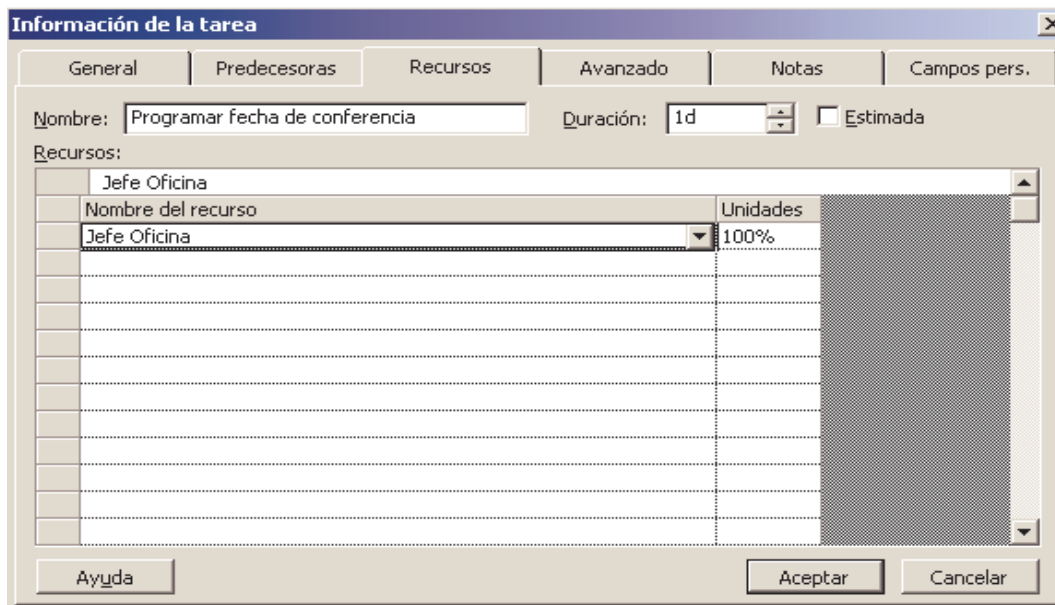 Información de la tarea
General Predecesoras Recursos Avanzado Notas Campos pers.
Nombre: Programar fecha de conferencia Duración: 1d Estimada
Recursos:
Jefe Oficina
Nombre del recurso Unidades
Jefe Oficina 100%
Ayuda Aceptar Cancelar